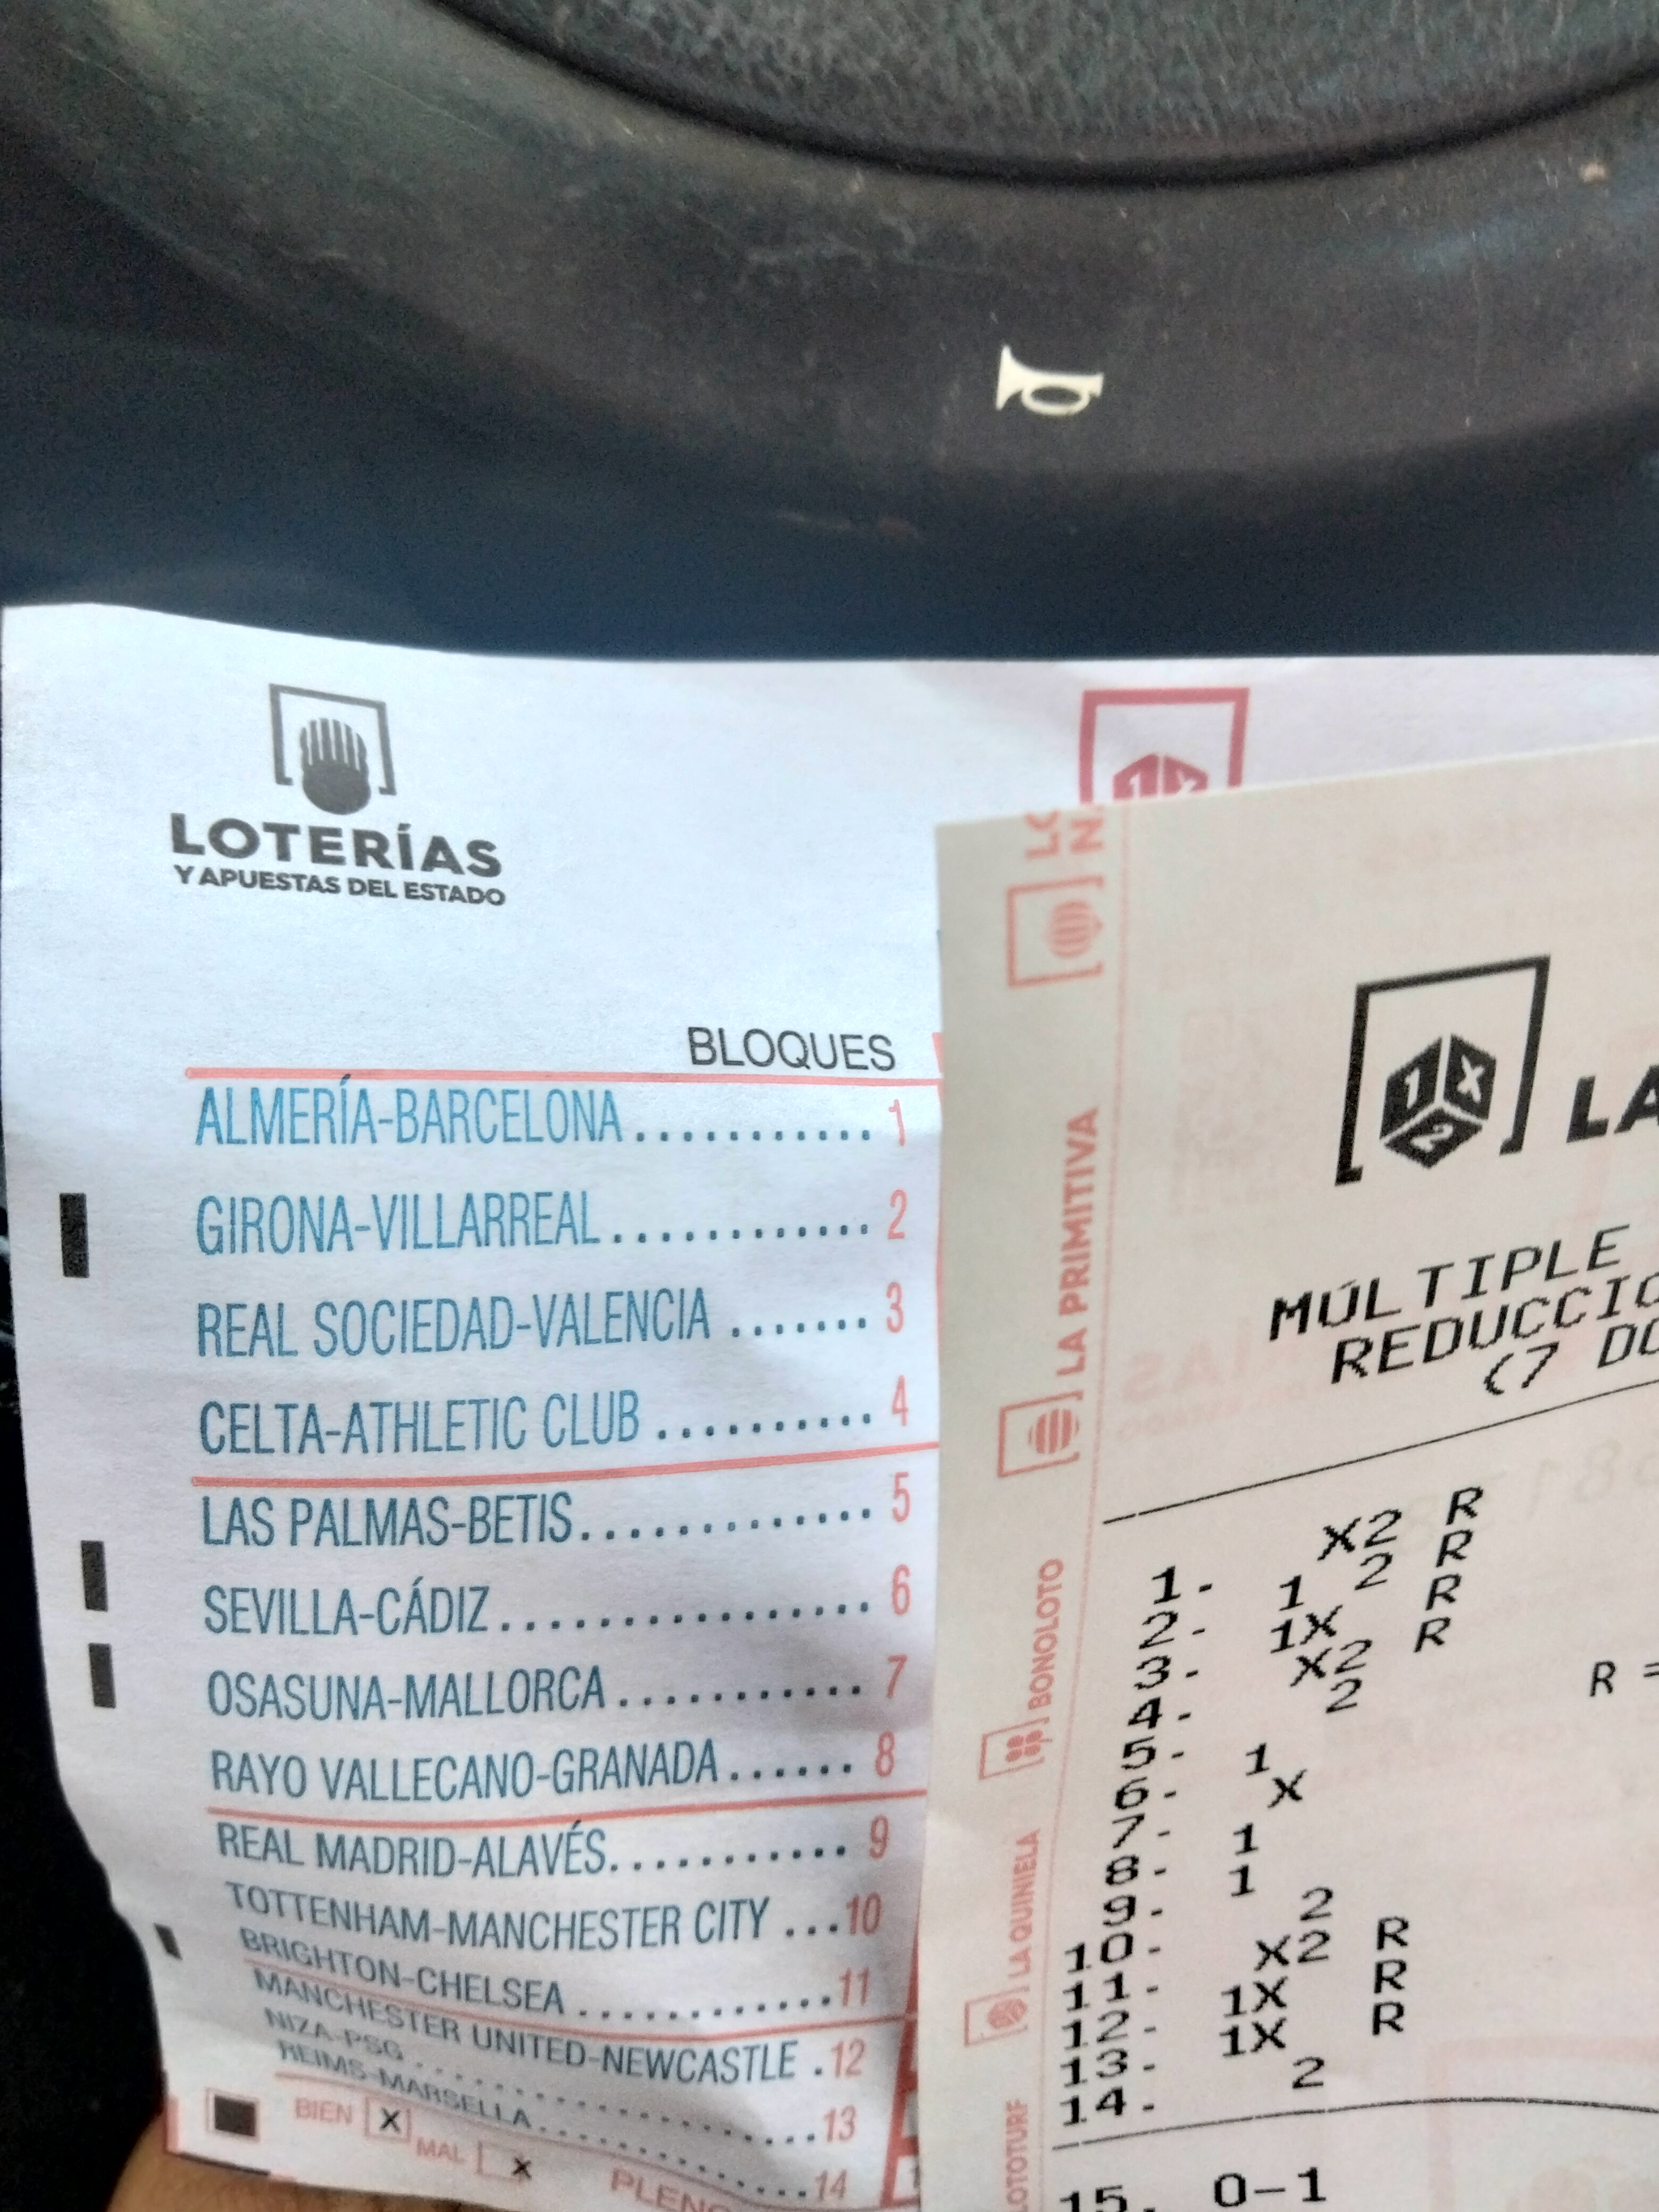 LOTERÍAS
Y APUESTAS DEL ESTADO
BLOQUES
ALMERÍA-BARCELONA............ 1
GIRONA-VILLARREAL............. 2
REAL SOCIEDAD-VALENCIA ....... 3
CELTA-ATHLETIC CLUB .......... 4
LAS PALMAS-BETIS.............. 5
SEVILLA-CÁDIZ................. 6
OSASUNA-MALLORCA............ 7
RAYO VALLECANO-GRANADA...... 8
REAL MADRID-ALAVÉS........... 9
TOTTENHAM-MANCHESTER CITY ...10
BRIGHTON-CHELSEA .............11
MANCHESTER UNITED-NEWCASTLE .12
NIZA-PSG ......................13
REIMS-MARSELLA................14
BIEN X
MAL X
LA PRIMITIVA
BONOLOTO
LA QUINIELA
LOTOTURF
1X2
LA
MÚLTIPLE
(7
1- X2 R
2- 1 2 R
3- 1X R
4- X2 R
5- 2
6- 1
7- X
8- 1
9- 1
10- 2
11- X2 R
12- 1X R
13- 1X R
14- 2
R =
15. 0-1